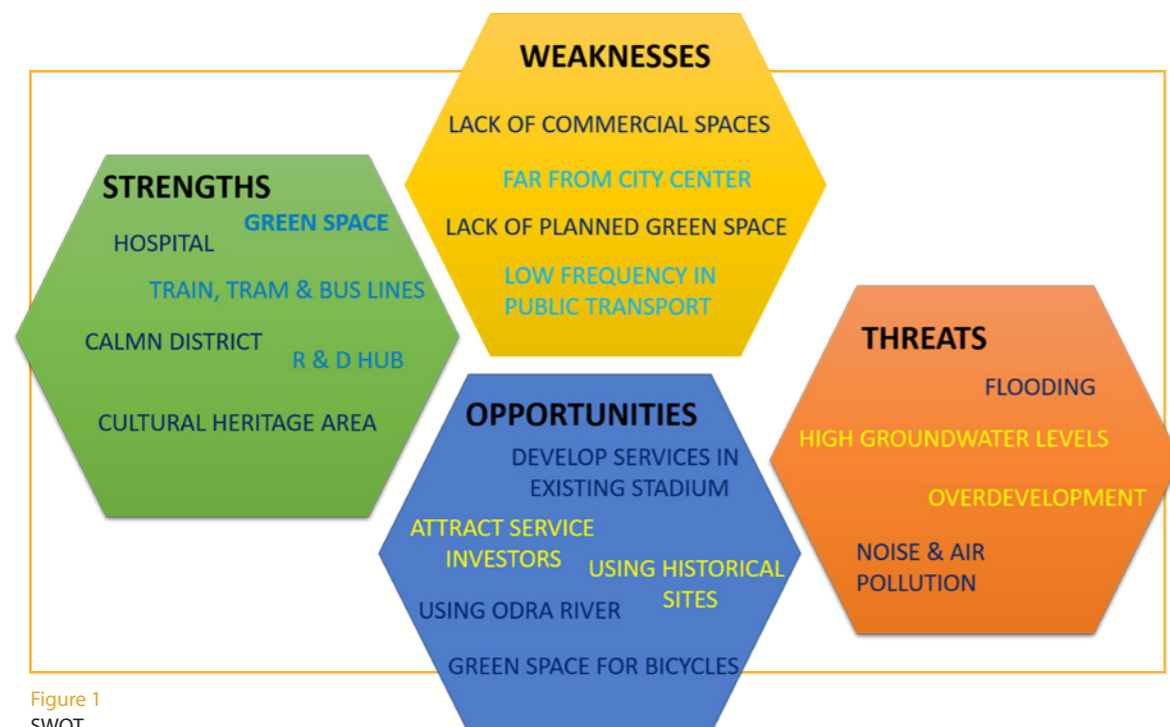 STRENGTHS
GREEN SPACE
HOSPITAL
TRAIN, TRAM & BUS LINES
CALMN DISTRICT
R & D HUB
CULTURAL HERITAGE AREA
WEAKNESSES
LACK OF COMMERCIAL SPACES
FAR FROM CITY CENTER
LACK OF PLANNED GREEN SPACE
LOW FREQUENCY IN
PUBLIC TRANSPORT
OPPORTUNITIES
DEVELOP SERVICES IN
EXISTING STADIUM
ATTRACT SERVICE
INVESTORS
USING HISTORICAL
SITES
USING ODRA RIVER
GREEN SPACE FOR BICYCLES
THREATS
FLOODING
HIGH GROUNDWATER LEVELS
OVERDEVELOPMENT
NOISE & AIR
POLLUTION
Figure 1
SWOT